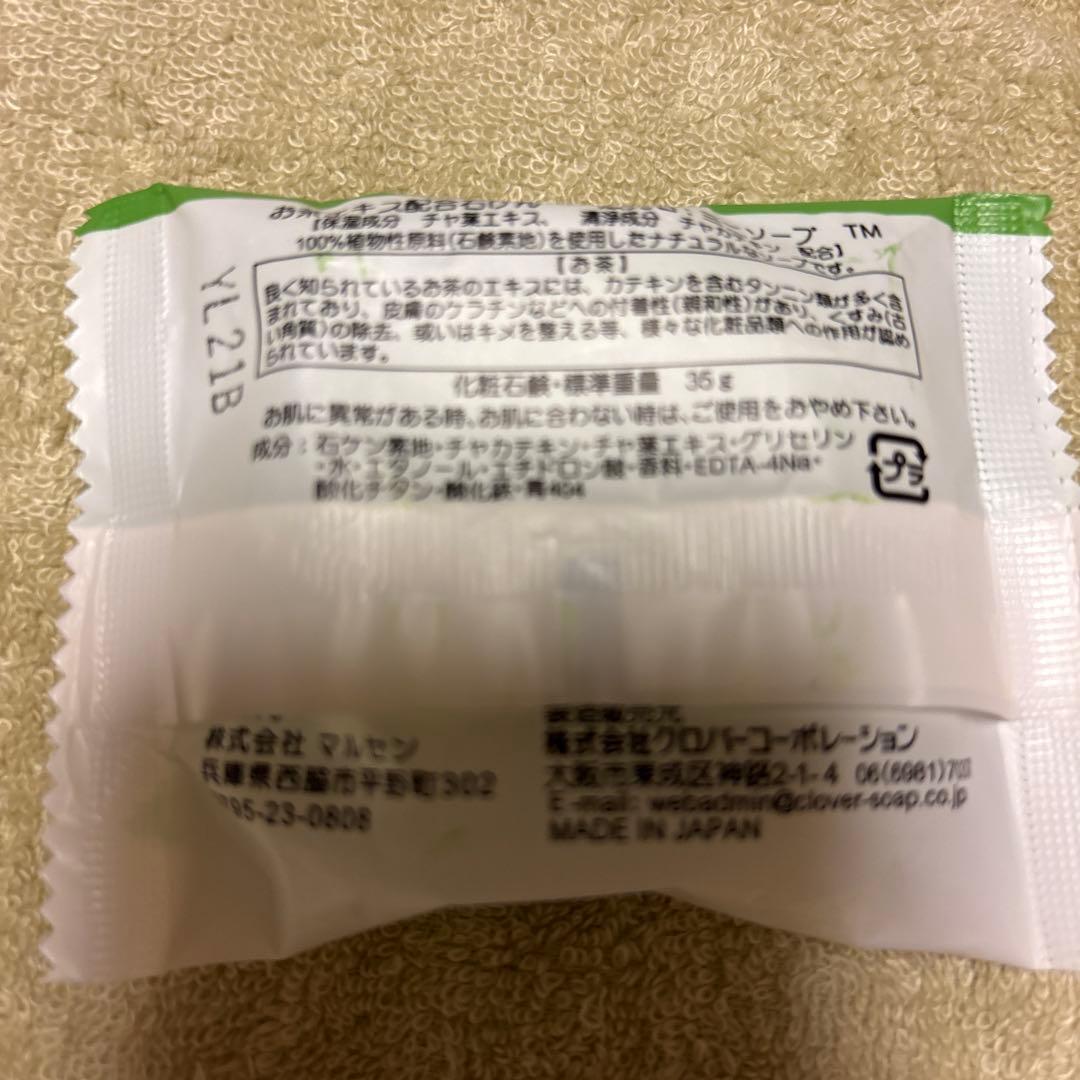 キス配合石けん
ソープ TM
【保湿成分 チャ葉エキス、 清浄成分 配合】
100%植物性原料(石鹸素地)を使用したナチュラルなソープです。
【お茶】
良く知られているお茶のエキスには、カテキンを含むタンニン類が多く含
まれており、皮膚のケラチンなどへの付着性(親和性)があり、くすみ(古
い角質)の除去、或いはキメを整える等、様々な化粧品類への作用が認め
られています。
YL21B
化粧石鹸・標準重量 35g
お肌に異常がある時、お肌に合わない時は、ご使用をおやめ下さい。
成分:石ケン素地・チャカテキン・チャ葉エキス・グリセリン
・水・エタノール・エチドロン酸・香料・EDTA-4Na・
酸化チタン・酸化鉄・青404
プラ
株式会社 マルセン
兵庫県西脇市平野町302
795-23-0808
株式会社クロバーコーポレーション
大阪市東成区神路2-1-4 06(6981)
E-mail: webadmin@clover-soap.co.jp
MADE IN JAPAN